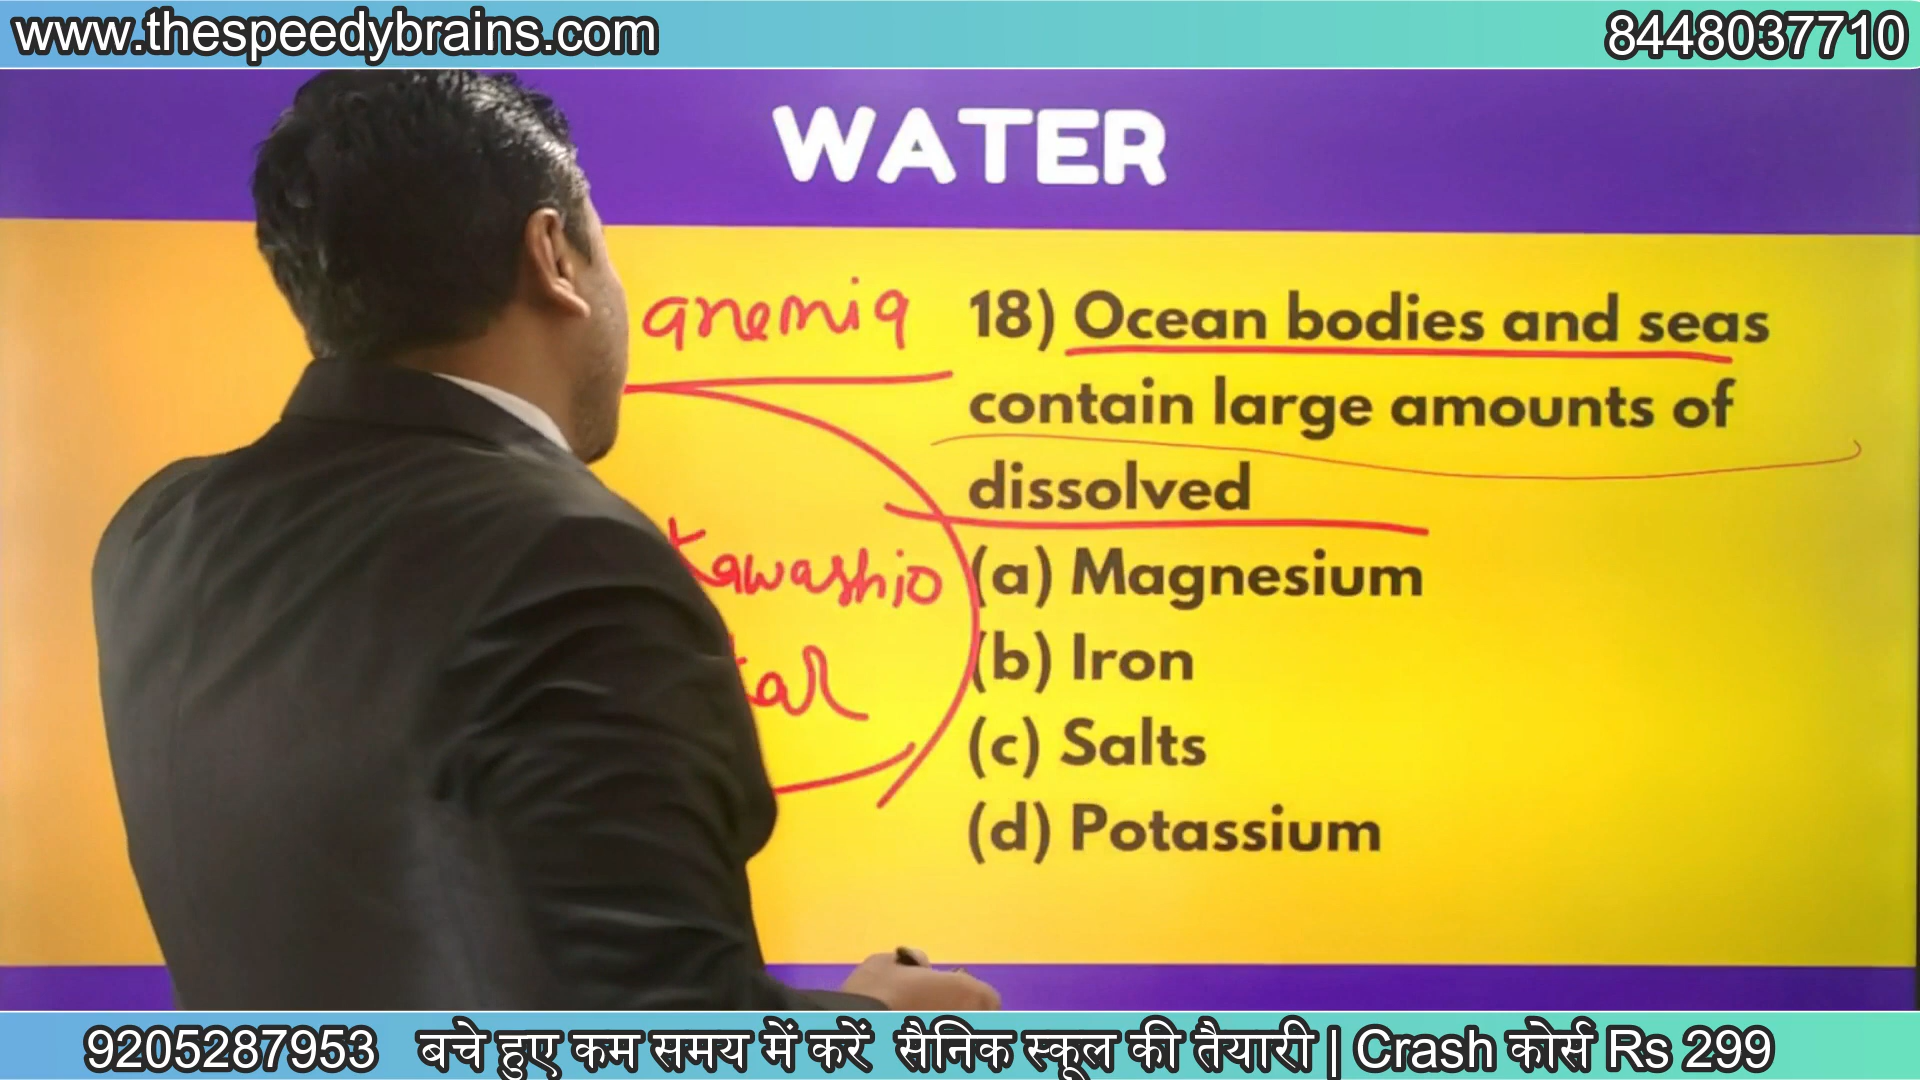 www.thespeedybrains.com
8448037710
WATER
anemia
18) Ocean bodies and seas
contain large amounts of
dissolved
(a) Magnesium
(b) Iron
(c) Salts
(d) Potassium
9205287953 बचे हुए कम समय में करें सैनिक स्कूल की तैयारी | Crash कोर्स Rs 299